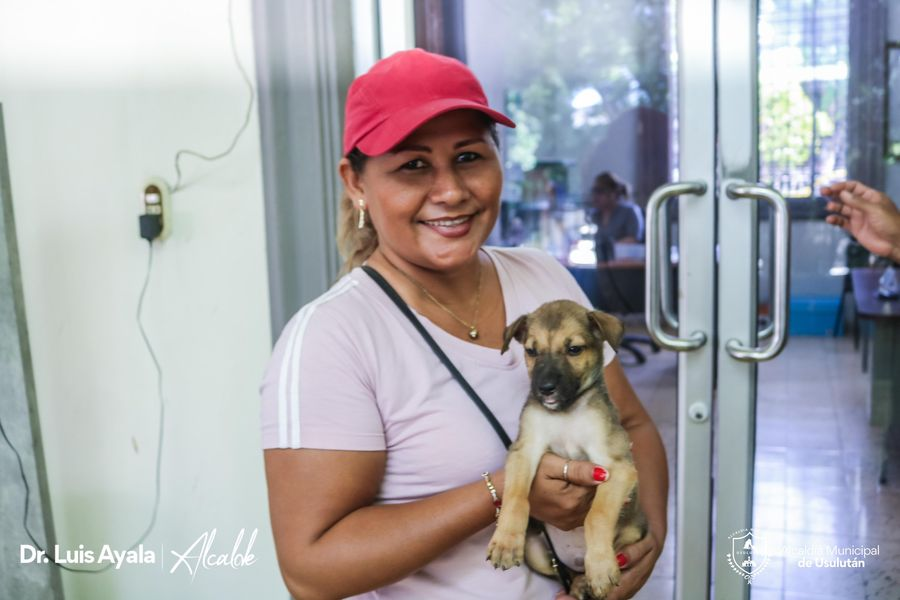 Dr. Luis Ayala | Alcalde
Alcaldía Municipal
de Usulután